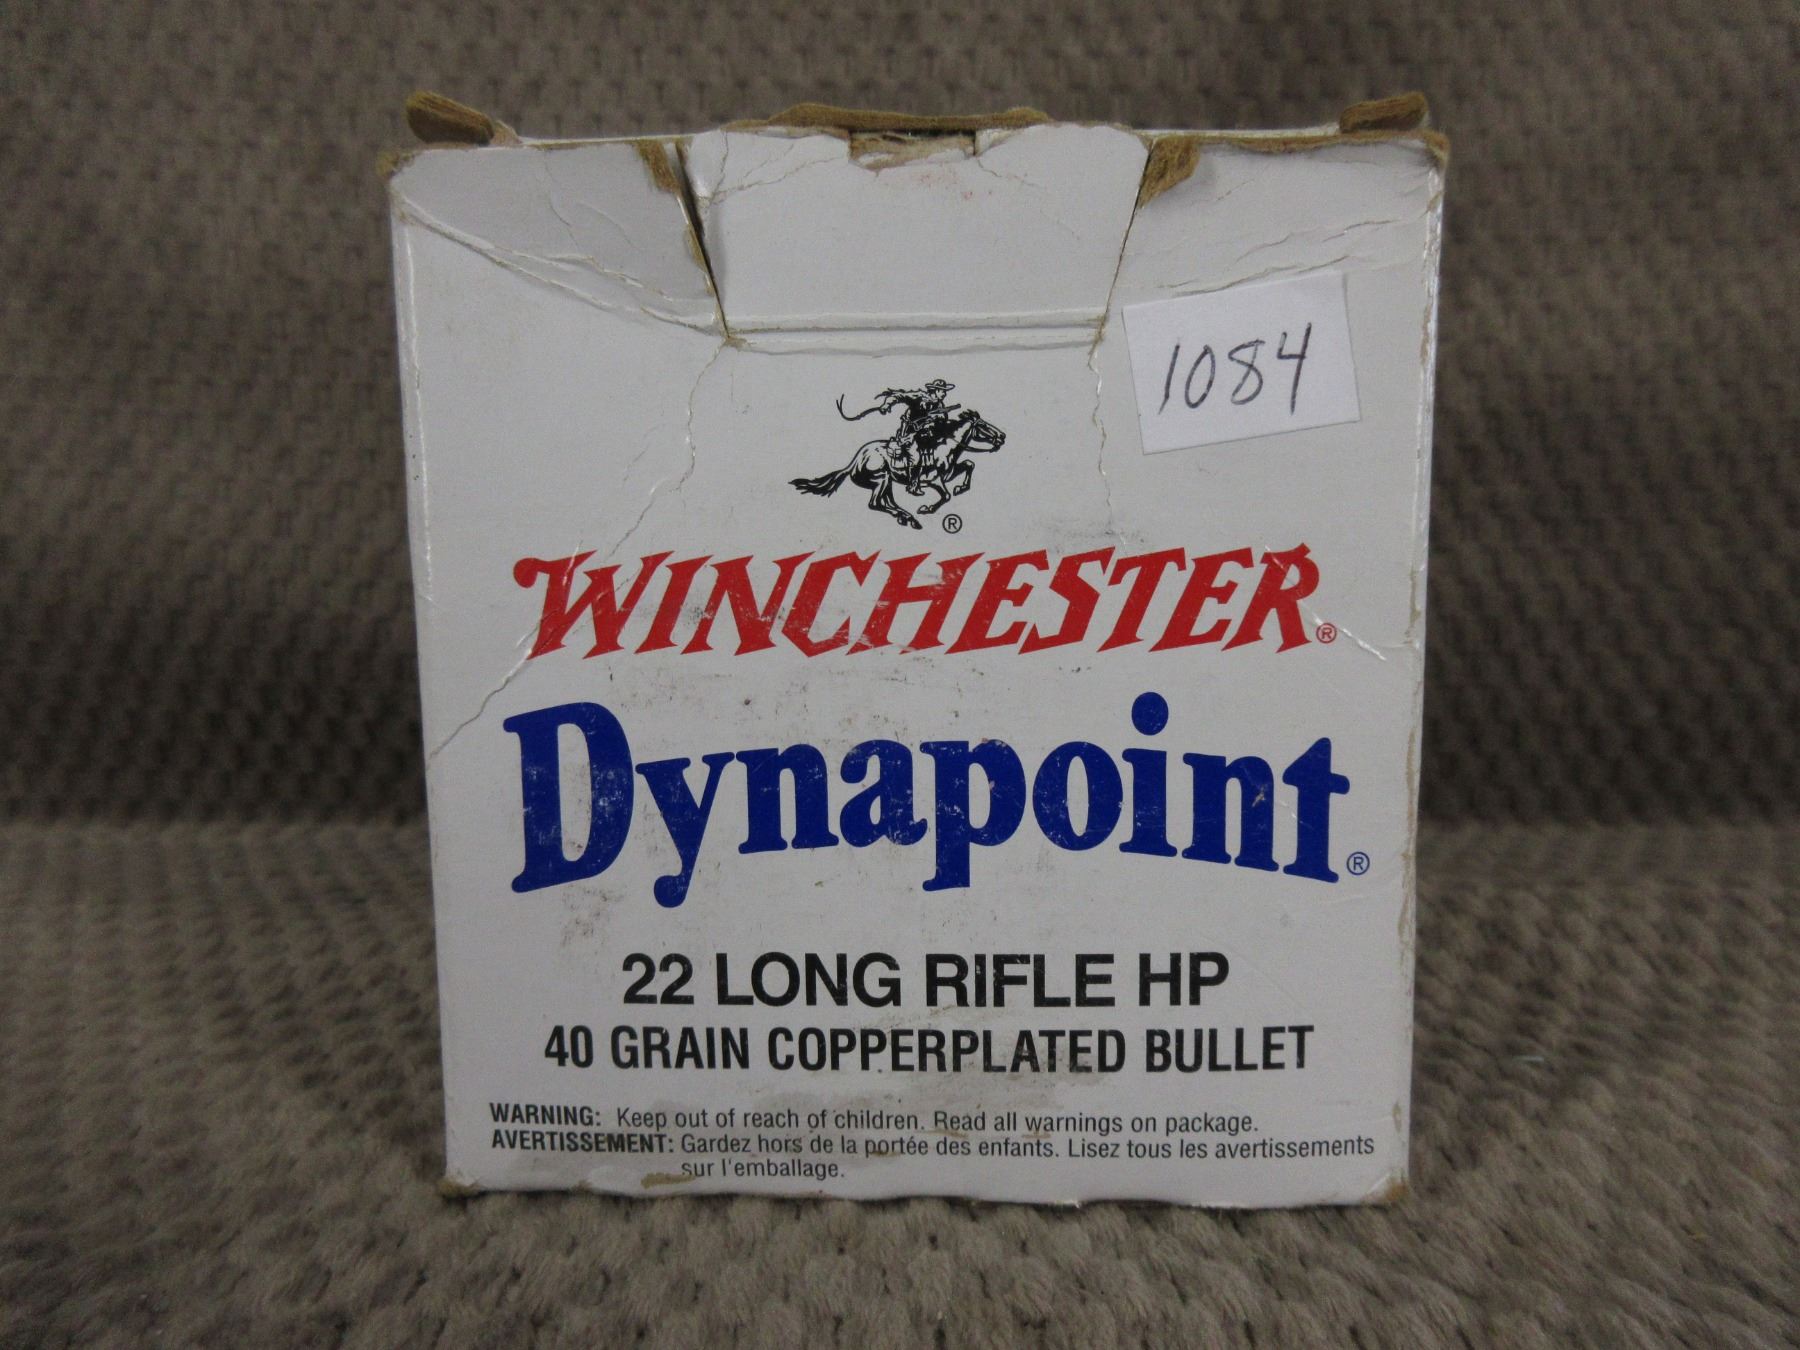 1084
®
WINCHESTER®
Dynapoint®
22 LONG RIFLE HP
40 GRAIN COPPERPLATED BULLET
WARNING: Keep out of reach of children. Read all warnings on package.
AVERTISSEMENT: Gardez hors de la portée des enfants. Lisez tous les avertissements
sur l'emballage.